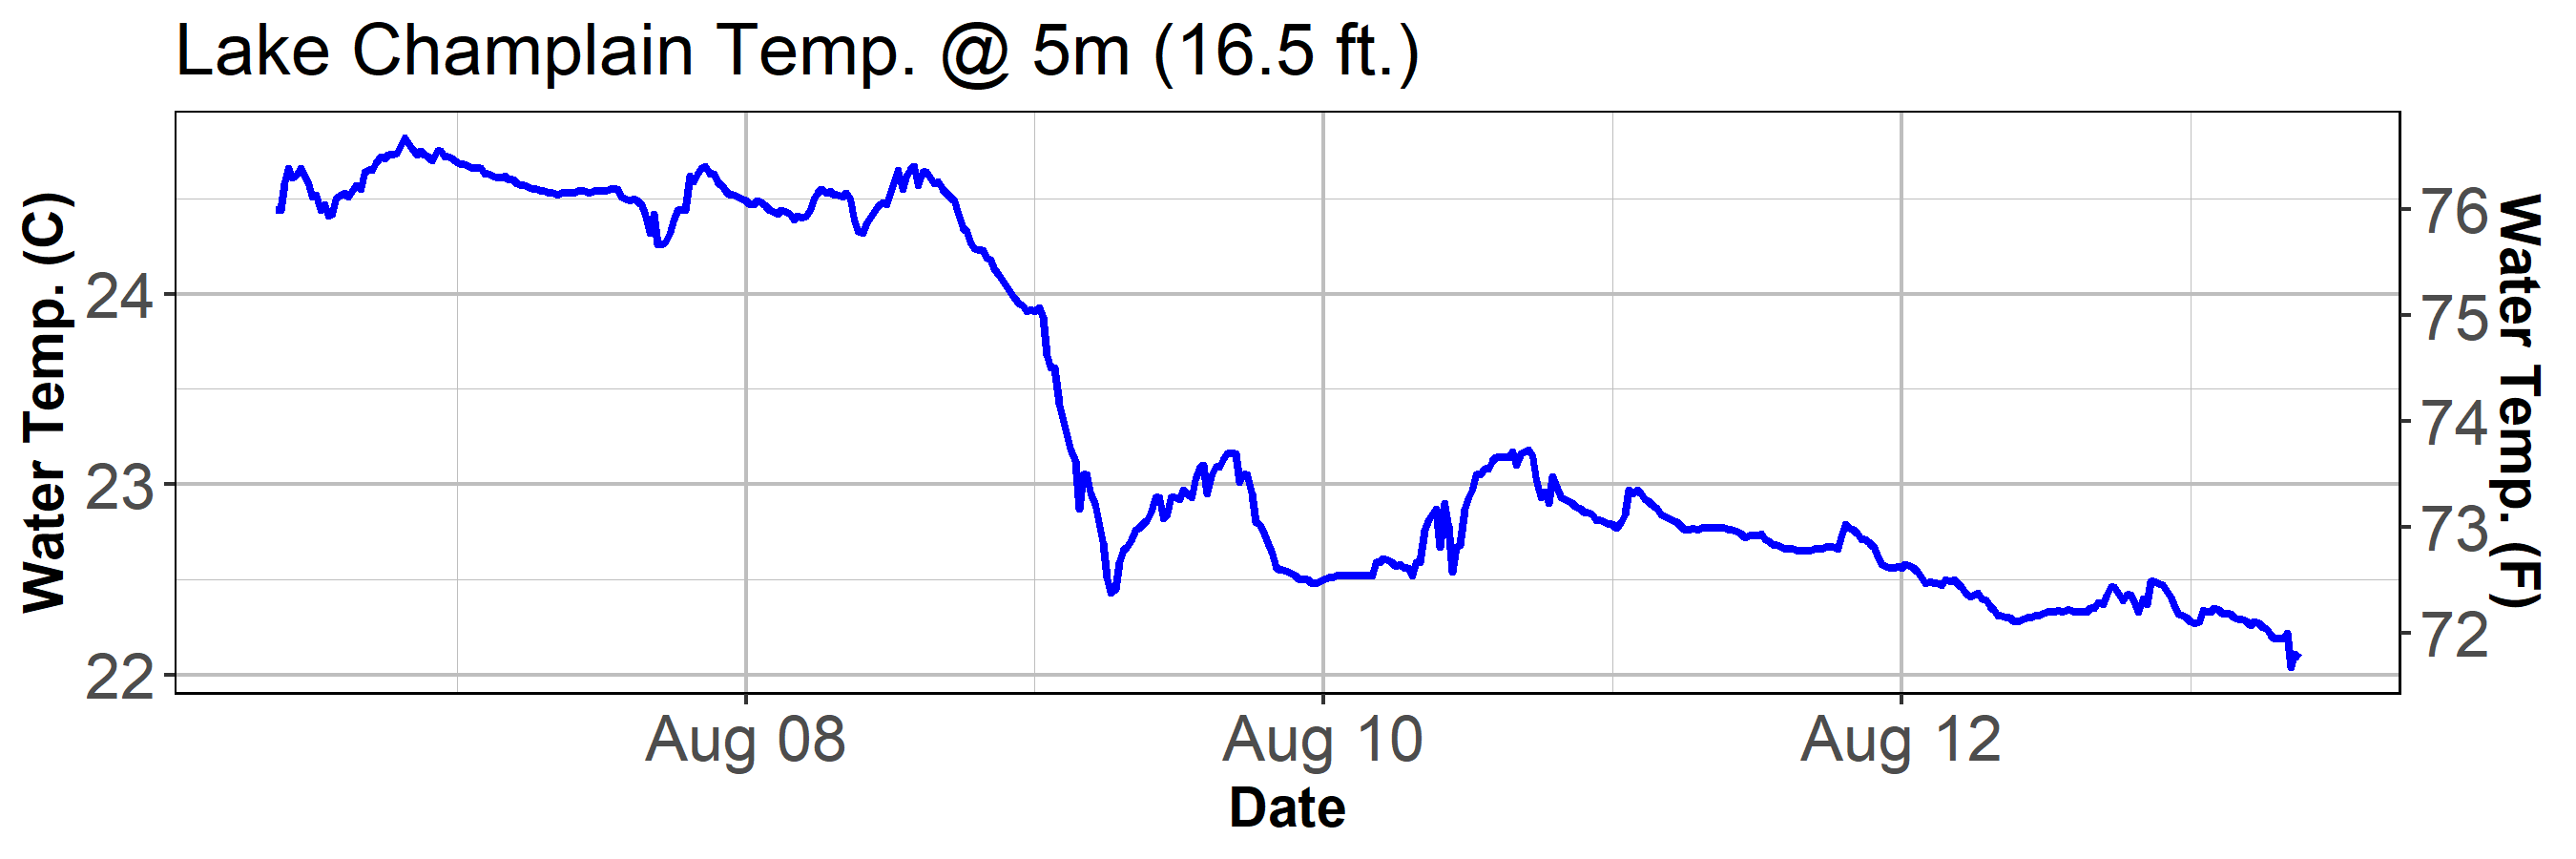 Lake Champlain Temp. @ 5m (16.5 ft.)
Water Temp. (C)
24
23
22
76
75
74
73
72
Water Temp. (F)
Aug 08
Aug 10
Aug 12
Date